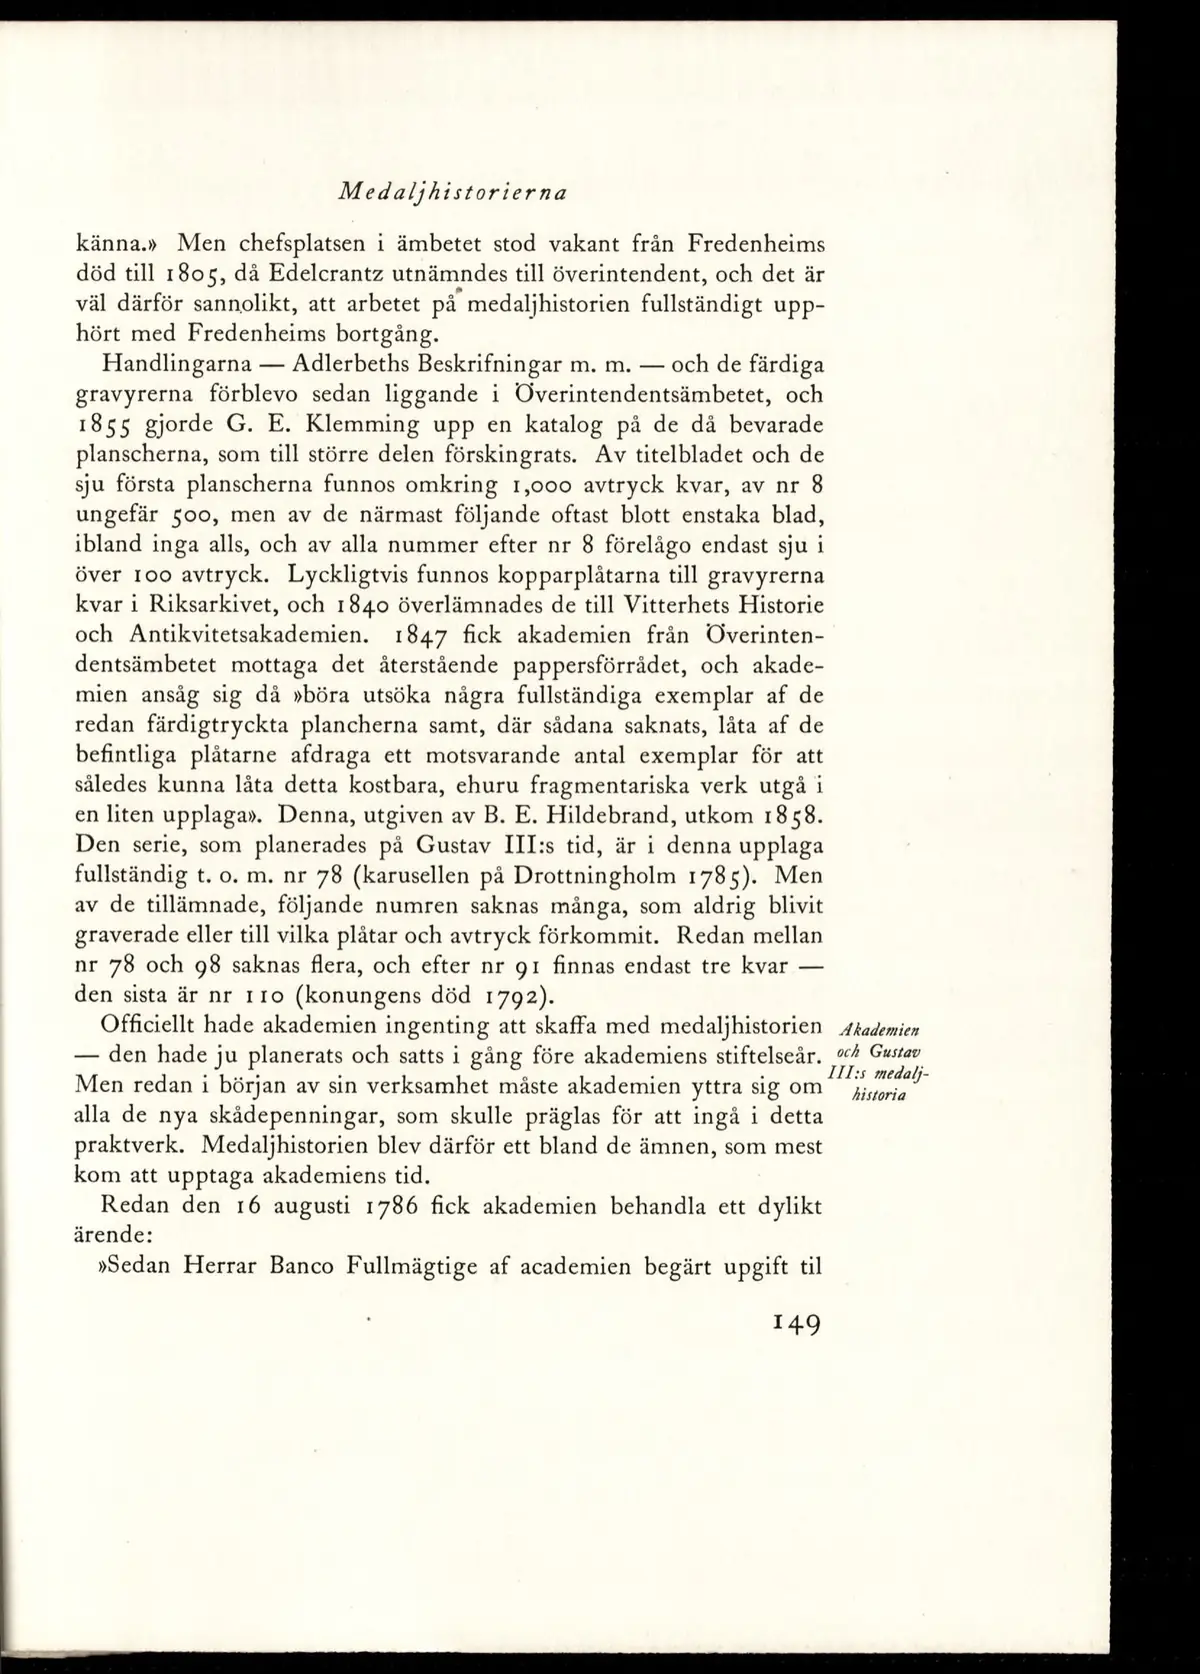 Medaljhistorierna
känna.» Men chefsplatsen i ämbetet stod vakant från Fredenheims
död till 1805, då Edelcrantz utnämndes till överintendent, och det är
väl därför sannolikt, att arbetet på medaljhistorien fullständigt upp-
hört med Fredenheims bortgång.
Handlingarna — Adlerbeths Beskrifningar m. m. — och de färdiga
gravyrerna förblevo sedan liggande i Överintendentsämbetet, och
1855 gjorde G. E. Klemming upp en katalog på de då bevarade
planscherna, som till större delen förskingrats. Av titelbladet och de
sju första planscherna funnos omkring 1,000 avtryck kvar, av nr 8
ungefär 500, men av de närmast följande oftast blott enstaka blad,
ibland inga alls, och av alla nummer efter nr 8 förelågo endast sju i
över 100 avtryck. Lyckligtvis funnos kopparplåtarna till gravyrerna
kvar i Riksarkivet, och 1840 överlämnades de till Vitterhets Historie
och Antikvitetsakademien. 1847 fick akademien från Överinten-
dentsämbetet mottaga det återstående pappersförrådet, och akade-
mien ansåg sig då »böra utsöka några fullständiga exemplar af de
redan färdigtryckta plancherna samt, där sådana saknats, låta af de
befintliga plåtarne afdraga ett motsvarande antal exemplar för att
således kunna låta detta kostbara, ehuru fragmentariska verk utgå i
en liten upplaga». Denna, utgiven av B. E. Hildebrand, utkom 1858.
Den serie, som planerades på Gustav III:s tid, är i denna upplaga
fullständig t. o. m. nr 78 (karusellen på Drottningholm 1785). Men
av de tillämnade, följande numren saknas många, som aldrig blivit
graverade eller till vilka plåtar och avtryck förkommit. Redan mellan
nr 78 och 98 saknas flera, och efter nr 91 finnas endast tre kvar —
den sista är nr 110 (konungens död 1792).
Officiellt hade akademien ingenting att skaffa med medaljhistorien
— den hade ju planerats och satts i gång före akademiens stiftelseår.
Men redan i början av sin verksamhet måste akademien yttra sig om
alla de nya skådepenningar, som skulle präglas för att ingå i detta
praktverk. Medaljhistorien blev därför ett bland de ämnen, som mest
kom att upptaga akademiens tid.
Akademien
och Gustav
III:s medalj-
historia
Redan den 16 augusti 1786 fick akademien behandla ett dylikt
ärende:
»Sedan Herrar Banco Fullmägtige af academien begärt upgift til
149